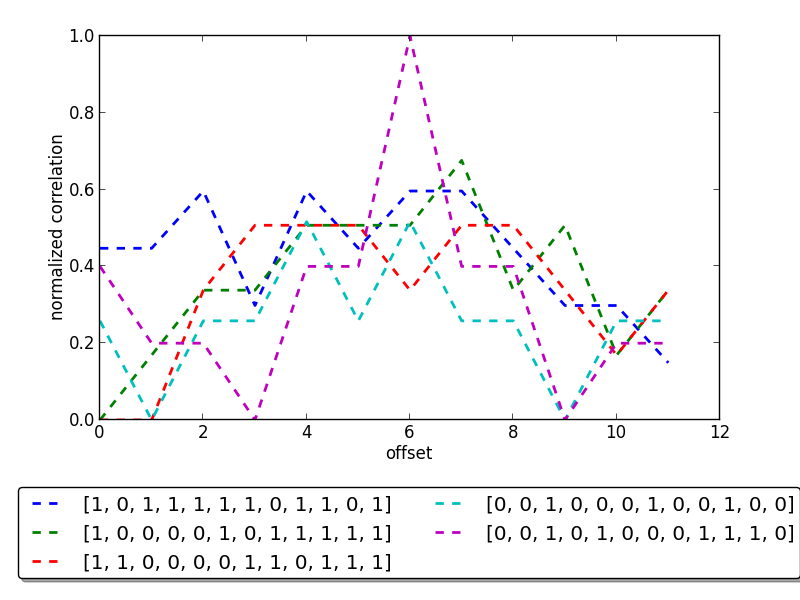 1.0
0.8
0.6
0.4
0.2
0.0
normalized correlation
0 2 4 6 8 10 12
offset
[1, 0, 1, 1, 1, 1, 1, 0, 1, 1, 0, 1]
[1, 0, 0, 0, 0, 1, 0, 1, 1, 1, 1, 1]
[1, 1, 0, 0, 0, 0, 1, 1, 0, 1, 1, 1]
[0, 0, 1, 0, 0, 0, 1, 0, 0, 1, 0, 0]
[0, 0, 1, 0, 1, 0, 0, 0, 1, 1, 1, 0]